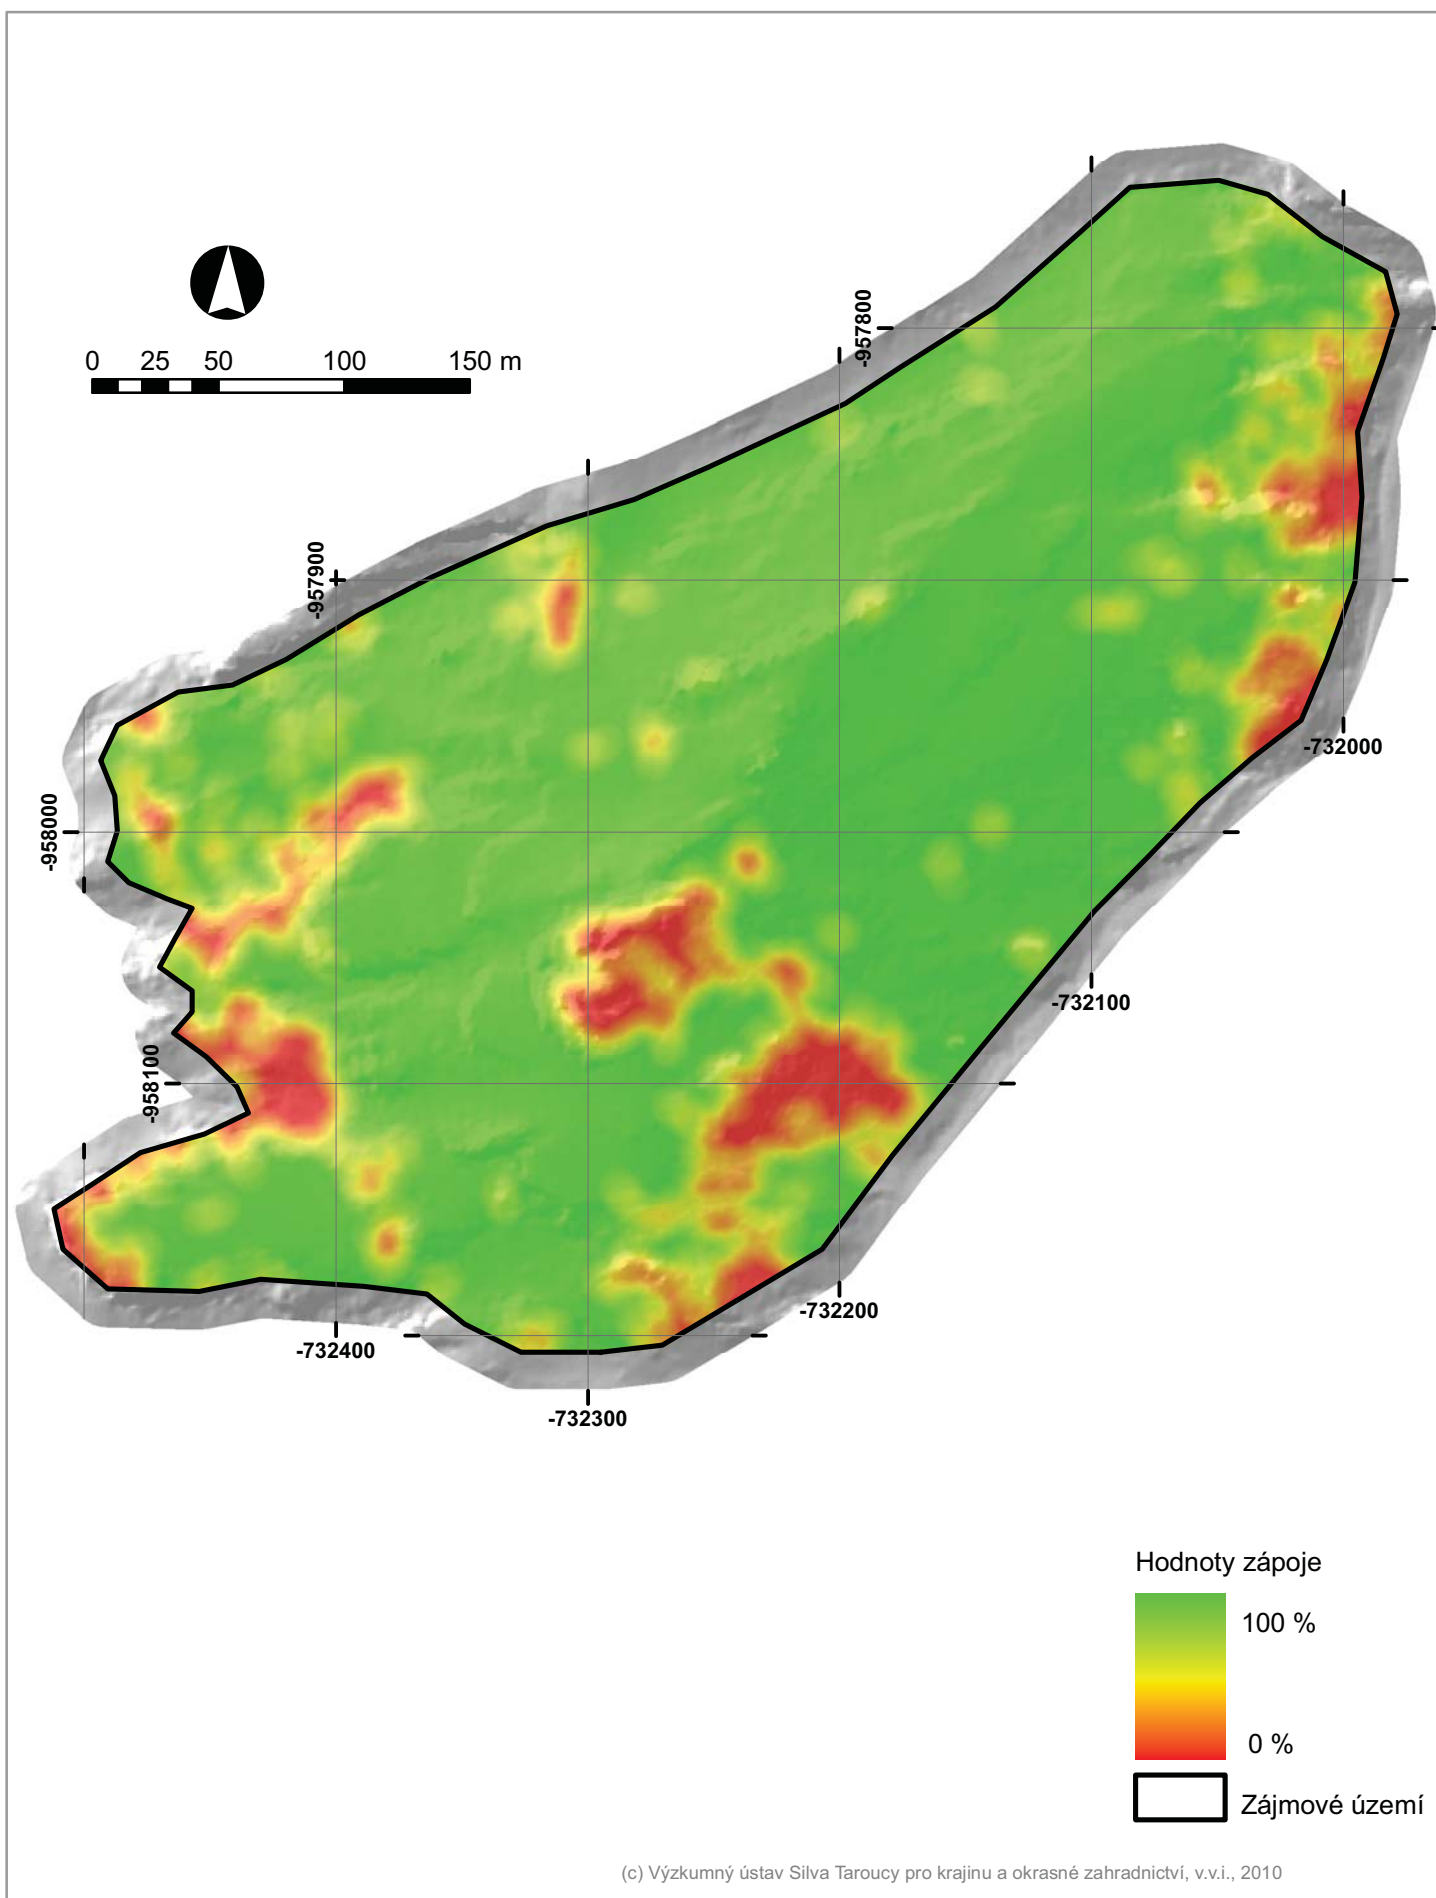 0 25 50 100 150 m
-957800
-957900
-958000
-958100
-732000
-732100
-732200
-732400
-732300
Hodnoty zápoje
100 %
0 %
Zájmové území
(c) Výzkumný ústav Silva Taroucy pro krajinu a okrasné zahradnictví, v.v.i., 2010